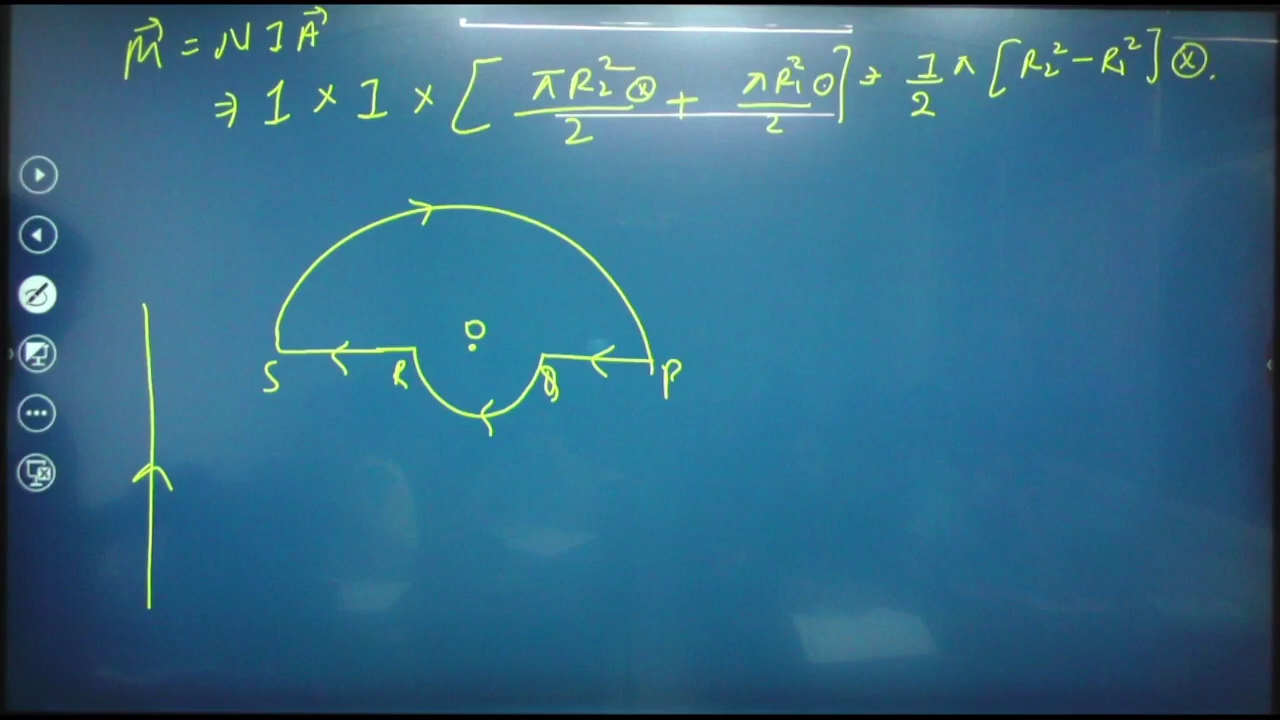 M⃗ = N I A⃗
⇒ 1 × I × [ πR₂²/2 ⊗ + πR₁²/2 ⊙ ] ⇒ I/2 π [ R₂² − R₁² ] ⊗.
O
S R Q P